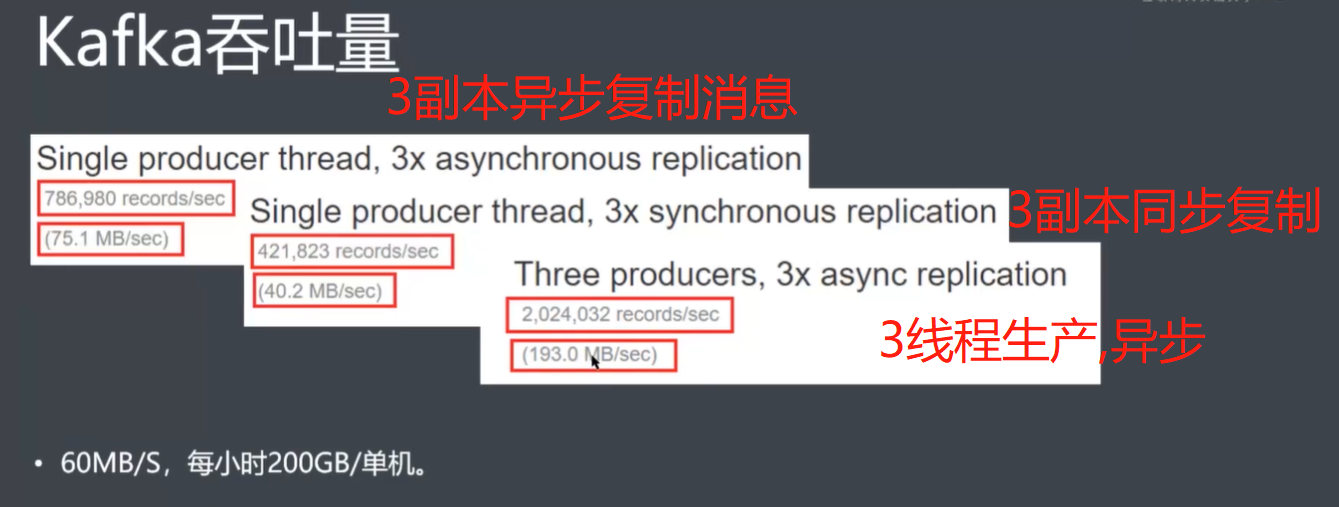 Kafka吞吐量
3副本异步复制消息
Single producer thread, 3x asynchronous replication
786,980 records/sec
(75.1 MB/sec)
Single producer thread, 3x synchronous replication
3副本同步复制
421,823 records/sec
(40.2 MB/sec)
Three producers, 3x async replication
2,024,032 records/sec
(193.0 MB/sec)
3线程生产,异步
• 60MB/S，每小时200GB/单机。